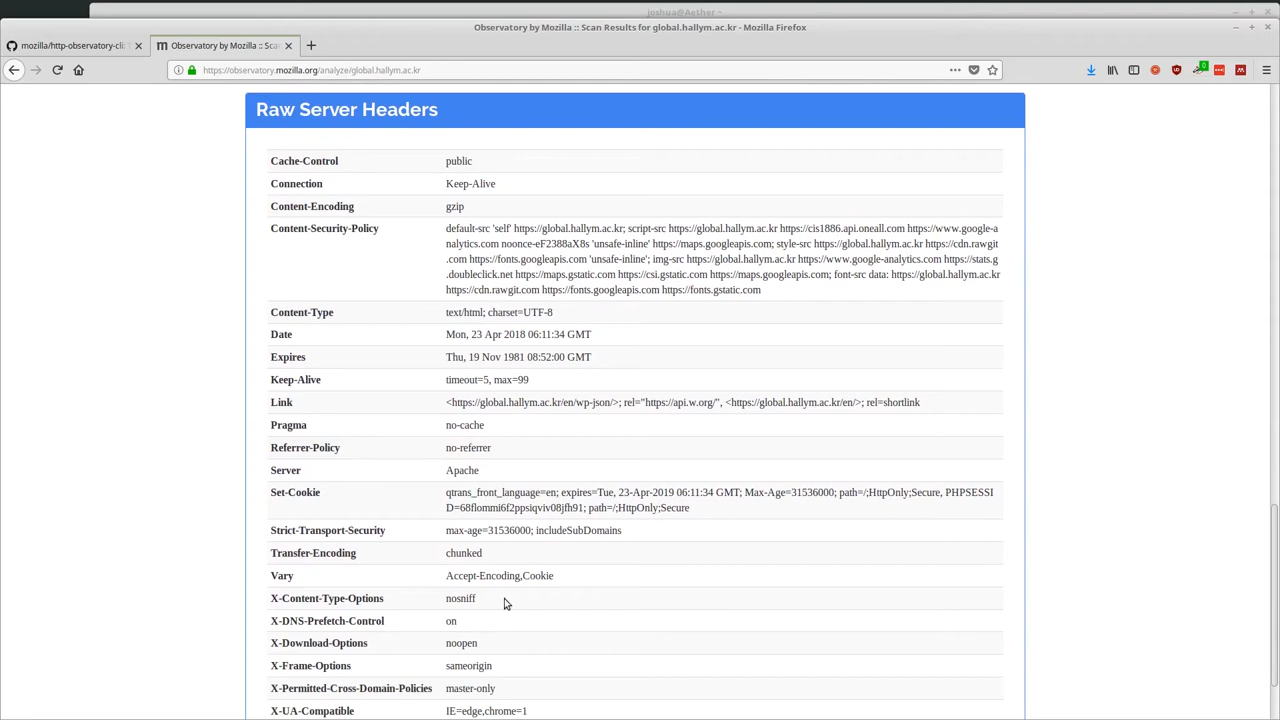 joshua@Aether ~
Observatory by Mozilla :: Scan Results for global.hallym.ac.kr - Mozilla Firefox
mozilla/http-observatory-cli:
Observatory by Mozilla :: Sca
https://observatory.mozilla.org/analyze/global.hallym.ac.kr
0
Raw Server Headers
Cache-Control public
Connection Keep-Alive
Content-Encoding gzip
Content-Security-Policy default-src 'self' https://global.hallym.ac.kr; script-src https://global.hallym.ac.kr https://cis1886.api.oneall.com https://www.google-a
nalytics.com noonce-eF2388aX8s 'unsafe-inline' https://maps.googleapis.com; style-src https://global.hallym.ac.kr https://cdn.rawgit
.com https://fonts.googleapis.com 'unsafe-inline'; img-src https://global.hallym.ac.kr https://www.google-analytics.com https://stats.g
.doubleclick.net https://maps.gstatic.com https://csi.gstatic.com https://maps.googleapis.com; font-src data: https://global.hallym.ac.kr
https://cdn.rawgit.com https://fonts.googleapis.com https://fonts.gstatic.com
Content-Type text/html; charset=UTF-8
Date Mon, 23 Apr 2018 06:11:34 GMT
Expires Thu, 19 Nov 1981 08:52:00 GMT
Keep-Alive timeout=5, max=99
Link <https://global.hallym.ac.kr/en/wp-json/>; rel="https://api.w.org/", <https://global.hallym.ac.kr/en/>; rel=shortlink
Pragma no-cache
Referrer-Policy no-referrer
Server Apache
Set-Cookie qtrans_front_language=en; expires=Tue, 23-Apr-2019 06:11:34 GMT; Max-Age=31536000; path=/;HttpOnly;Secure, PHPSESSI
D=68flommi6f2ppsiqviv08jfh91; path=/;HttpOnly;Secure
Strict-Transport-Security max-age=31536000; includeSubDomains
Transfer-Encoding chunked
Vary Accept-Encoding,Cookie
X-Content-Type-Options nosniff
X-DNS-Prefetch-Control on
X-Download-Options noopen
X-Frame-Options sameorigin
X-Permitted-Cross-Domain-Policies master-only
X-UA-Compatible IE=edge,chrome=1